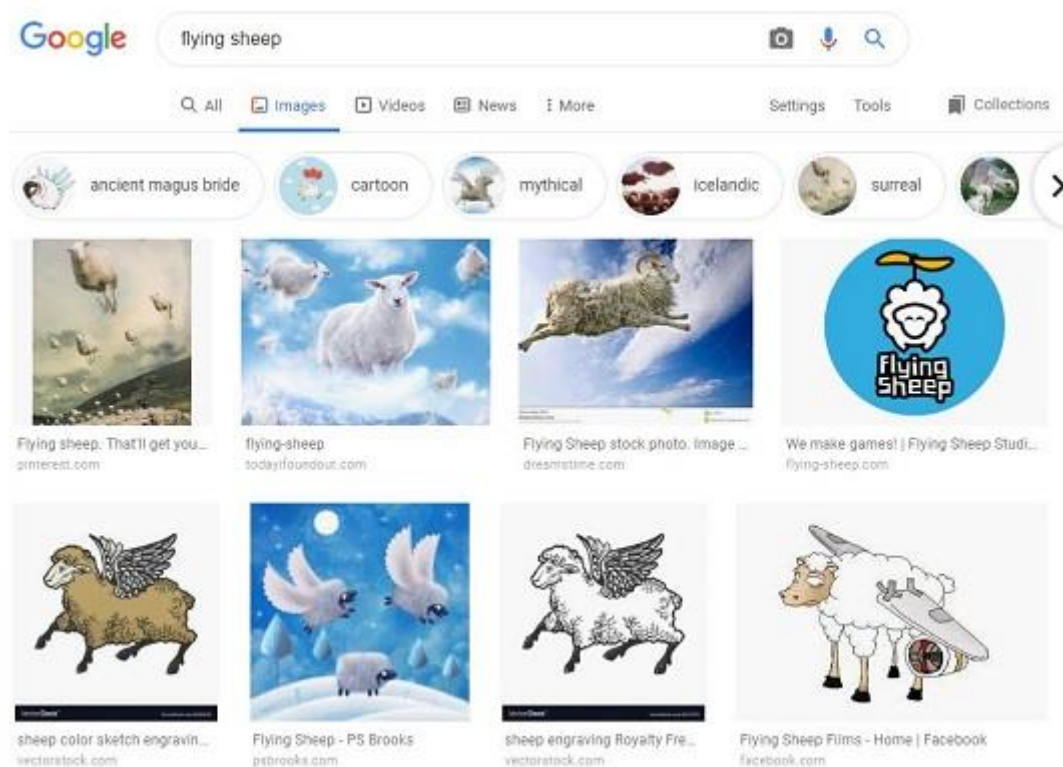 Google
flying sheep
All Images Videos News More Settings Tools Collections
ancient magus bride cartoon mythical icelandic surreal
Flying sheep. That'll get you... flying-sheep Flying Sheep stock photo. Image ... We make games! | Flying Sheep Studi...
pinterest.com todayifoundout.com dreamstime.com flying-sheep.com
Flying
Sheep
sheep color sketch engravin... Flying Sheep - PS Brooks sheep engraving Royalty Fre... Flying Sheep Films - Home | Facebook
vectorstock.com psbrooks.com vectorstock.com facebook.com